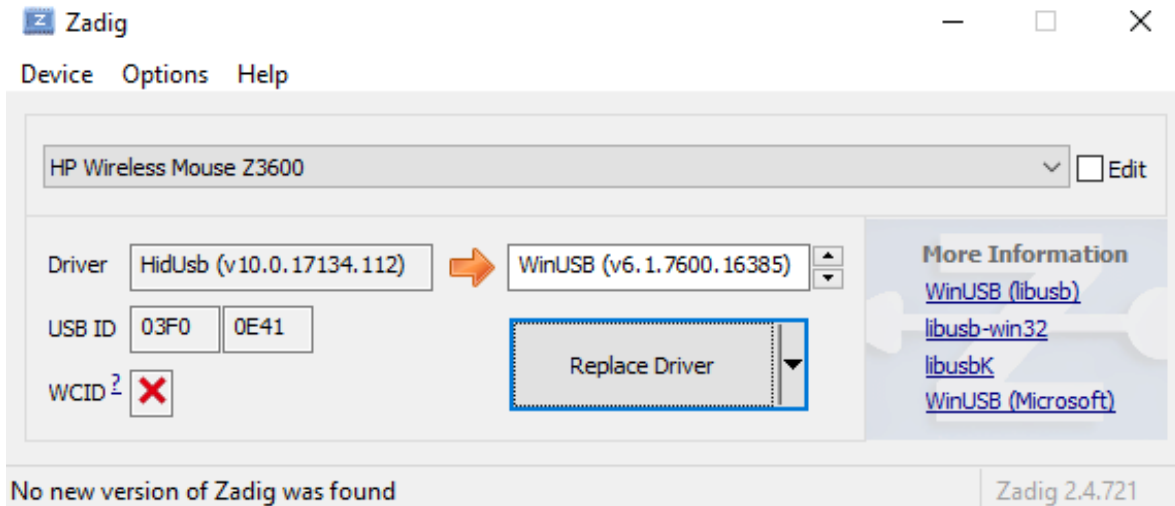 Zadig
Device Options Help
HP Wireless Mouse Z3600
Edit
Driver HidUsb (v10.0.17134.112) WinUSB (v6.1.7600.16385)
USB ID 03F0 0E41
WCID ?
Replace Driver
More Information
WinUSB (libusb)
libusb-win32
libusbK
WinUSB (Microsoft)
No new version of Zadig was found
Zadig 2.4.721